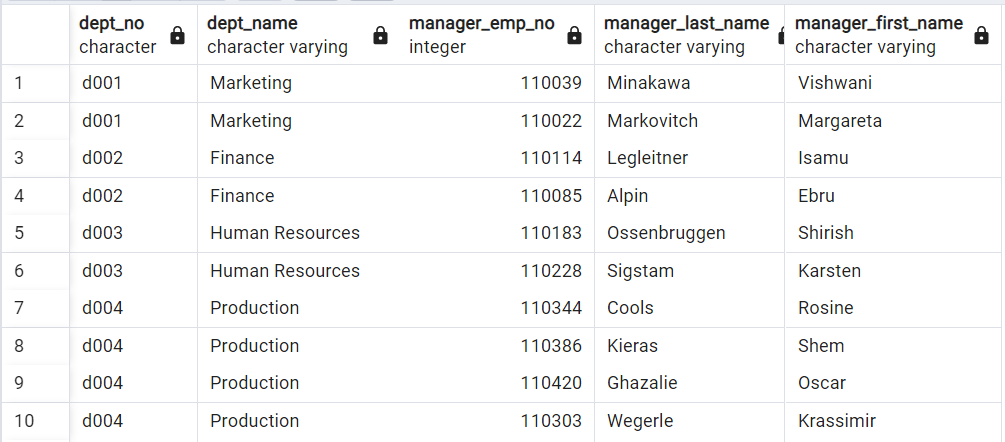 dept_no dept_name manager_emp_no manager_last_name manager_first_name
character character varying integer character varying character varying
1 d001 Marketing 110039 Minakawa Vishwani
2 d001 Marketing 110022 Markovitch Margareta
3 d002 Finance 110114 Legleitner Isamu
4 d002 Finance 110085 Alpin Ebru
5 d003 Human Resources 110183 Ossenbruggen Shirish
6 d003 Human Resources 110228 Sigstam Karsten
7 d004 Production 110344 Cools Rosine
8 d004 Production 110386 Kieras Shem
9 d004 Production 110420 Ghazalie Oscar
10 d004 Production 110303 Wegerle Krassimir